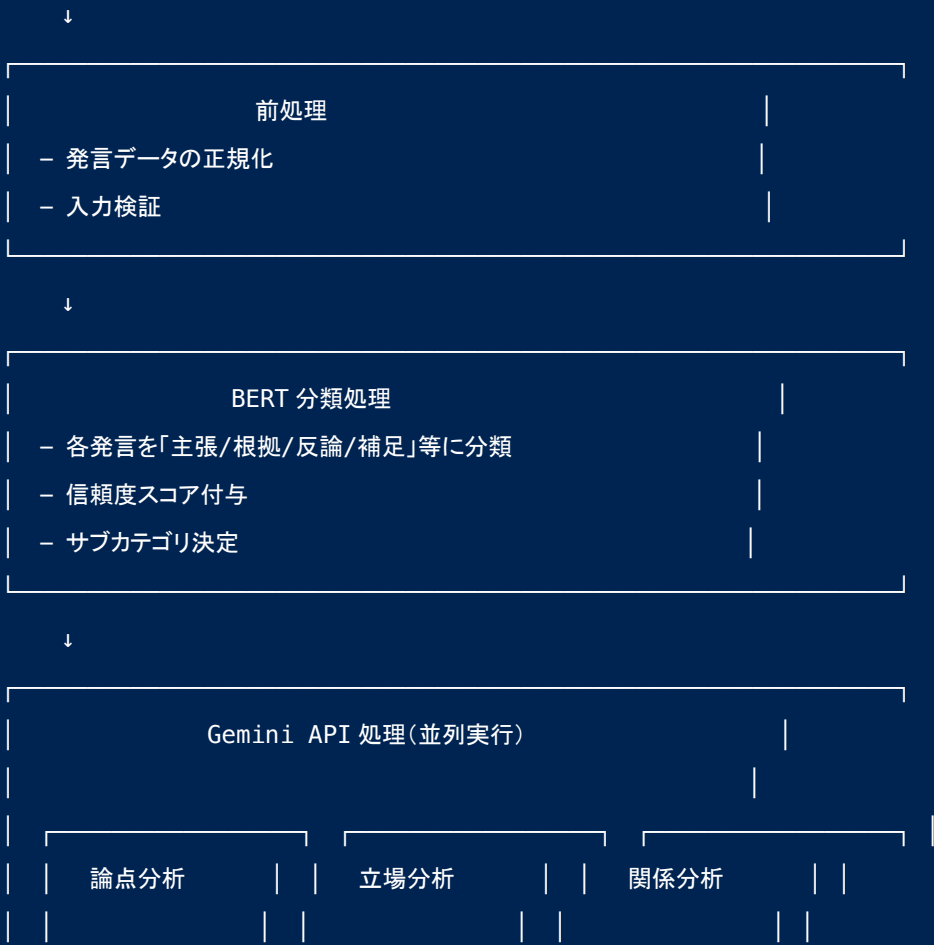 ↓
前処理
– 発言データの正規化
– 入力検証
↓
BERT 分類処理
– 各発言を「主張/根拠/反論/補足」等に分類
– 信頼度スコア付与
– サブカテゴリ決定
↓
Gemini API 処理（並列実行）
論点分析 立場分析 関係分析